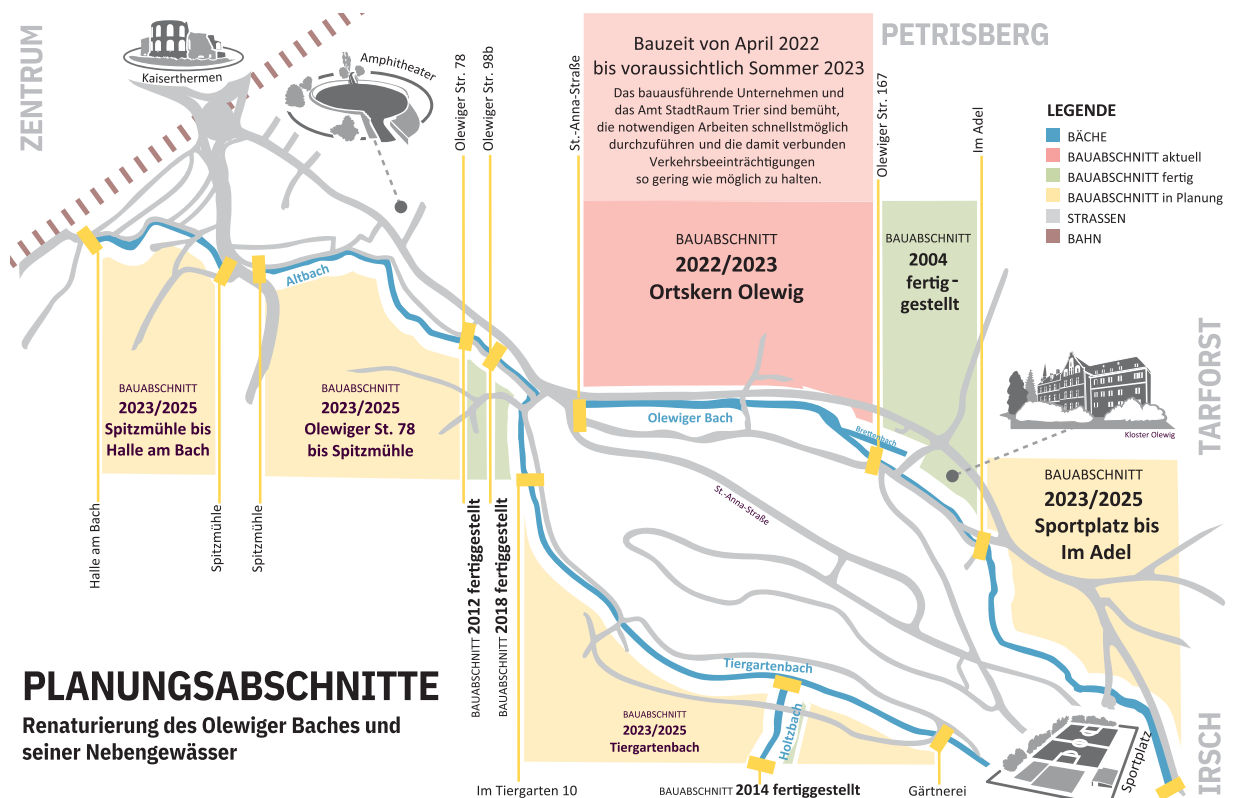 ZENTRUM
Kaiserthermen
Amphitheater
Olewiger Str. 78
Olewiger Str. 98b
St.-Anna-Straße
Bauzeit von April 2022
bis voraussichtlich Sommer 2023
Das bauausführende Unternehmen und
das Amt StadtRaum Trier sind bemüht,
die notwendigen Arbeiten schnellstmöglich
durchzuführen und die damit verbunden
Verkehrsbeeinträchtigungen
so gering wie möglich zu halten.
Olewiger Str. 167
PETRISBERG
Im Adel
LEGENDE
BÄCHE
BAUABSCHNITT aktuell
BAUABSCHNITT fertig
BAUABSCHNITT in Planung
STRASSEN
BAHN
BAUABSCHNITT
2022/2023
Ortskern Olewig
BAUABSCHNITT
2004
fertig-
gestellt
Altbach
TARFORST
Kloster Olewig
BAUABSCHNITT
2023/2025
Spitzmühle bis
Halle am Bach
BAUABSCHNITT
2023/2025
Olewiger St. 78
bis Spitzmühle
Olewiger Bach
Brettenbach
BAUABSCHNITT
2023/2025
Sportplatz bis
Im Adel
St.-Anna-Straße
Halle am Bach
Spitzmühle
Spitzmühle
BAUABSCHNITT 2012 fertiggestellt
BAUABSCHNITT 2018 fertiggestellt
PLANUNGSABSCHNITTE
Renaturierung des Olewiger Baches und
seiner Nebengewässer
Tiergartenbach
BAUABSCHNITT
2023/2025
Tiergartenbach
Holtzbach
Sportplatz
IRSCH
Im Tiergarten 10
BAUABSCHNITT 2014 fertiggestellt
Gärtnerei